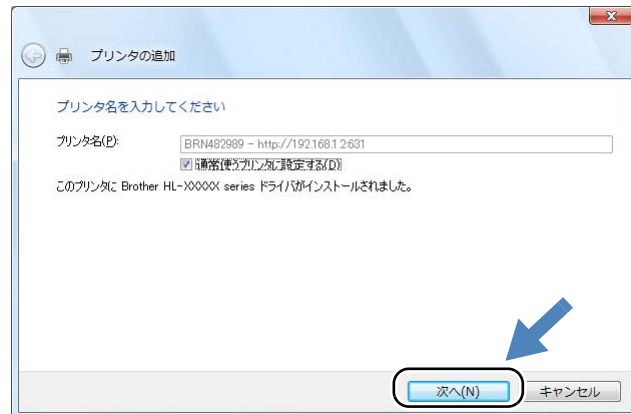 プリンタの追加
プリンタ名を入力してください
プリンタ名(P): BRN482989 - http://192.168.1.2:631
通常使うプリンタに設定する(D)
このプリンタに Brother HL-XXXXX series ドライバがインストールされました。
次へ(N) キャンセル